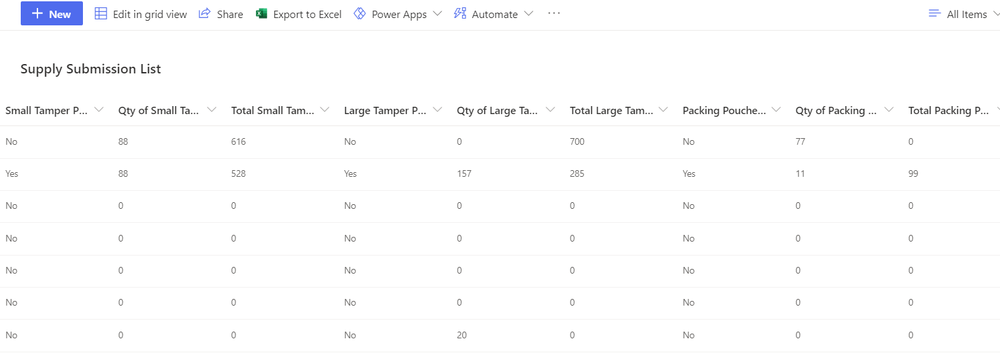 New Edit in grid view Share Export to Excel Power Apps Automate ... All Items
Supply Submission List
Small Tamper P... Qty of Small Ta... Total Small Tam... Large Tamper P... Qty of Large Ta... Total Large Tam... Packing Pouche... Qty of Packing ... Total Packing P...
No 88 616 No 0 700 No 77 0
Yes 88 528 Yes 157 285 Yes 11 99
No 0 0 No 0 0 No 0 0
No 0 0 No 0 0 No 0 0
No 0 0 No 0 0 No 0 0
No 0 0 No 0 0 No 0 0
No 0 0 No 20 0 No 0 0